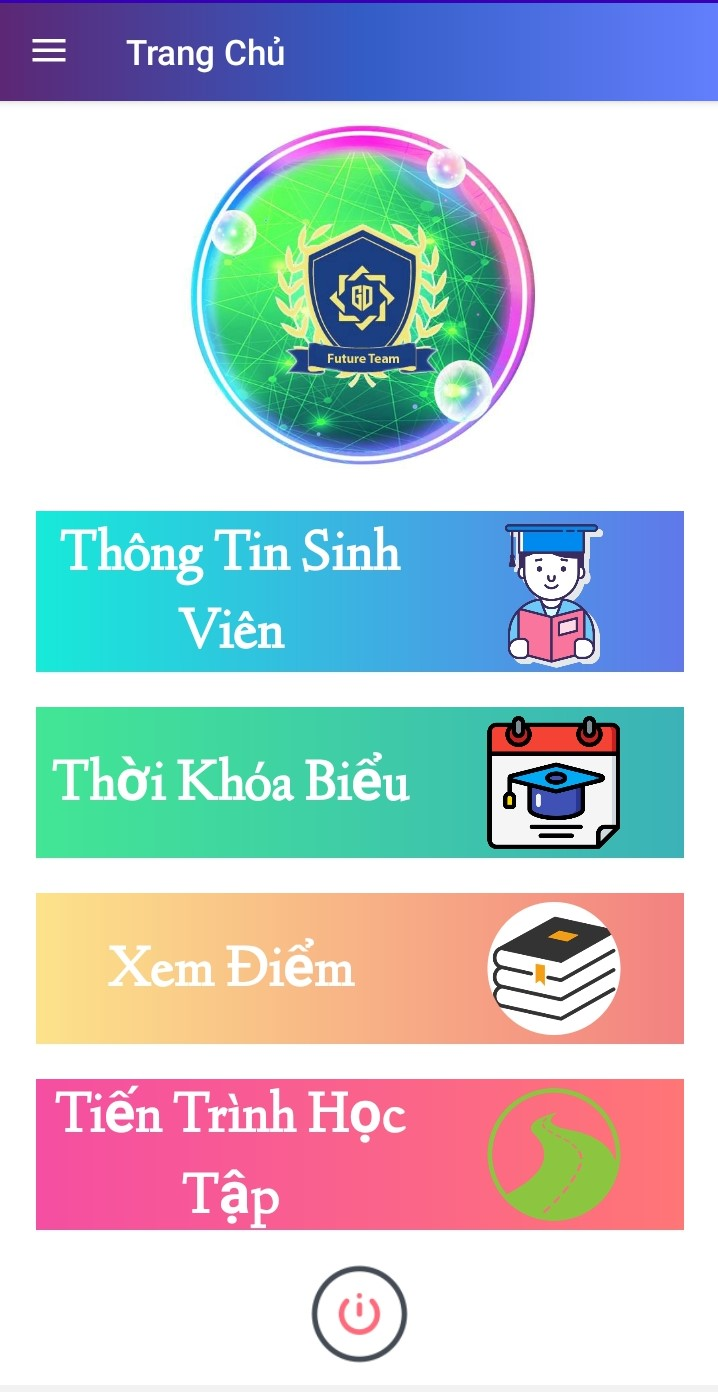 Trang Chủ
GD
Future Team
Thông Tin Sinh
Viên
Thời Khóa Biểu
Xem Điểm
Tiến Trình Học
Tập